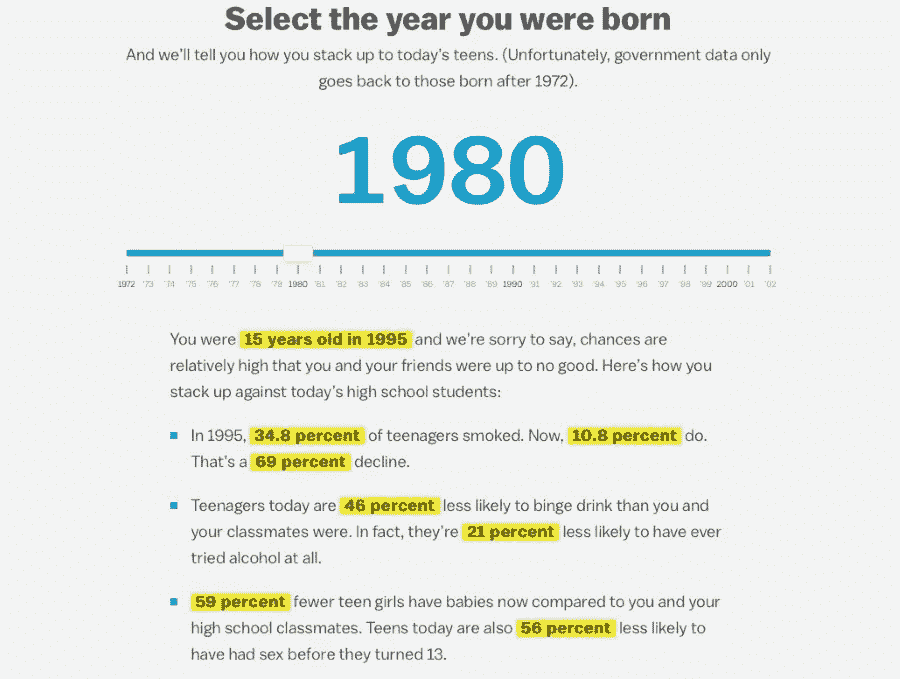 Select the year you were born
And we'll tell you how you stack up to today's teens. (Unfortunately, government data only
goes back to those born after 1972).
1980
1972 '73 '74 '75 '76 '77 '78 '79 1980 '81 '82 '83 '84 '85 '86 '87 '88 '89 1990 '91 '92 '93 '94 '95 '96 '97 '98 '99 2000 '01 '02
You were 15 years old in 1995 and we're sorry to say, chances are
relatively high that you and your friends were up to no good. Here's how you
stack up against today's high school students:
In 1995, 34.8 percent of teenagers smoked. Now, 10.8 percent do.
That's a 69 percent decline.
Teenagers today are 46 percent less likely to binge drink than you and
your classmates were. In fact, they're 21 percent less likely to have ever
tried alcohol at all.
59 percent fewer teen girls have babies now compared to you and your
high school classmates. Teens today are also 56 percent less likely to
have had sex before they turned 13.